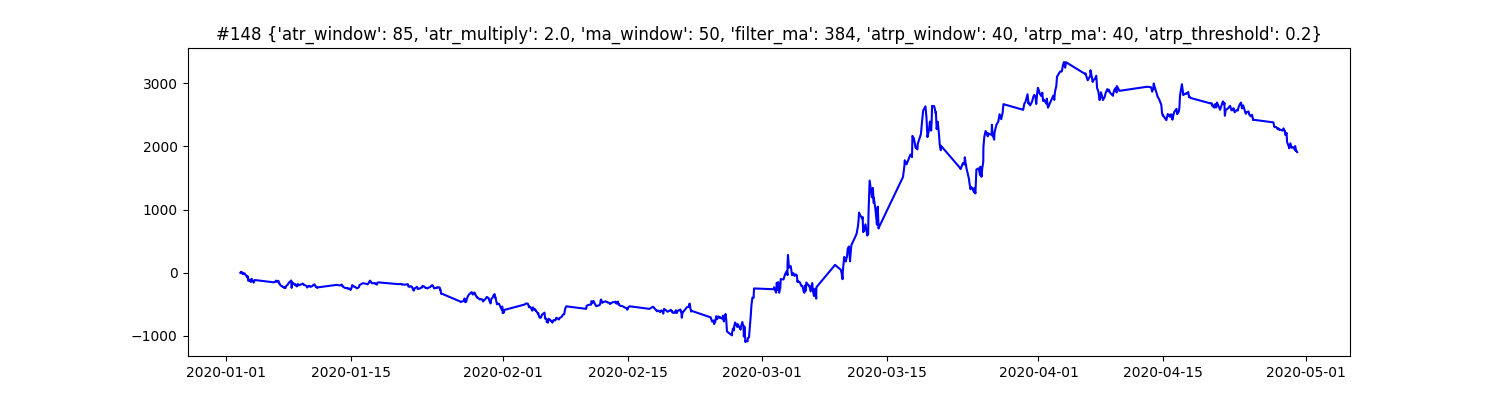 #148 {'atr_window': 85, 'atr_multiply': 2.0, 'ma_window': 50, 'filter_ma': 384, 'atrp_window': 40, 'atrp_ma': 40, 'atrp_threshold': 0.2}
3000
2000
1000
0
−1000
2020-01-01 2020-01-15 2020-02-01 2020-02-15 2020-03-01 2020-03-15 2020-04-01 2020-04-15 2020-05-01